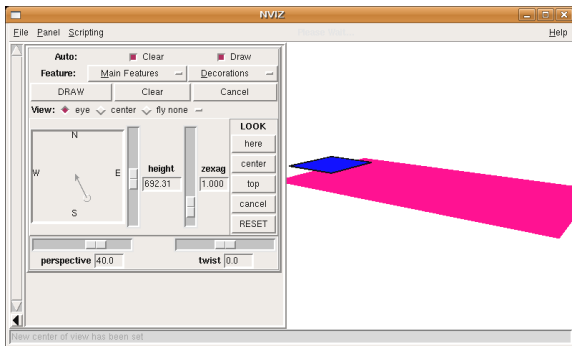 NVIZ
File Panel Scripting Please Wait... Help
Auto: Clear Draw
Feature: Main Features Decorations
DRAW Clear Cancel
View: eye center fly none
LOOK
N
here
W E height zexag center
692.31 1.000 top
S cancel
RESET
perspective 40.0 twist 0.0
New center of view has been set